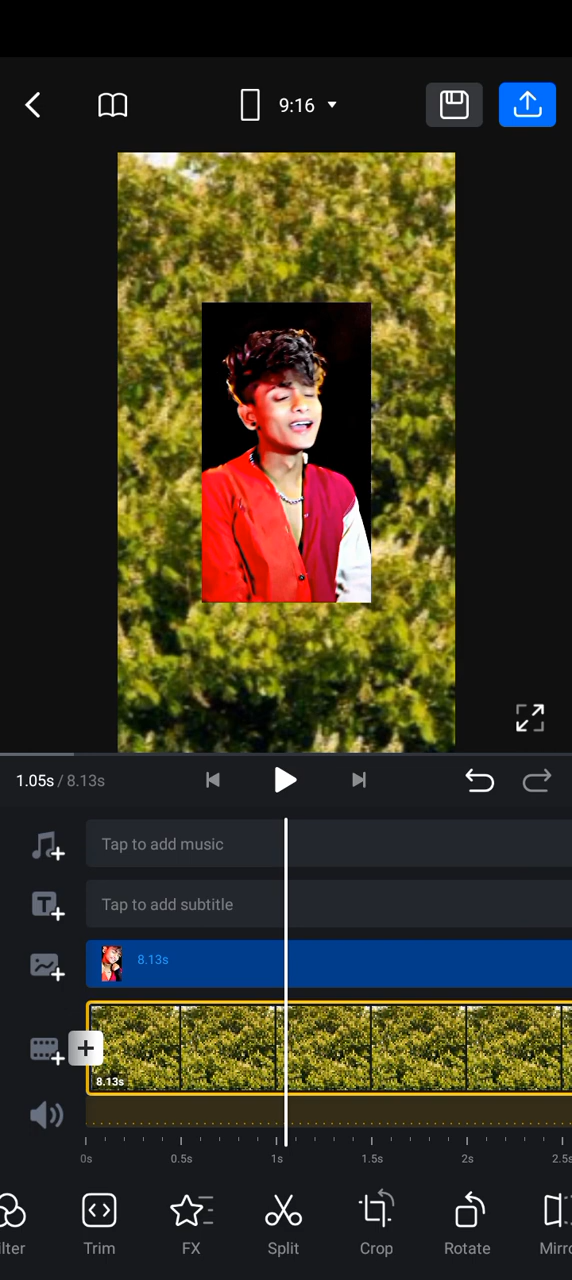 9:16
1.05s / 8.13s
Tap to add music
Tap to add subtitle
8.13s
8.13s
0s 0.5s 1s 1.5s 2s 2.5s
ilter Trim FX Split Crop Rotate Mirro